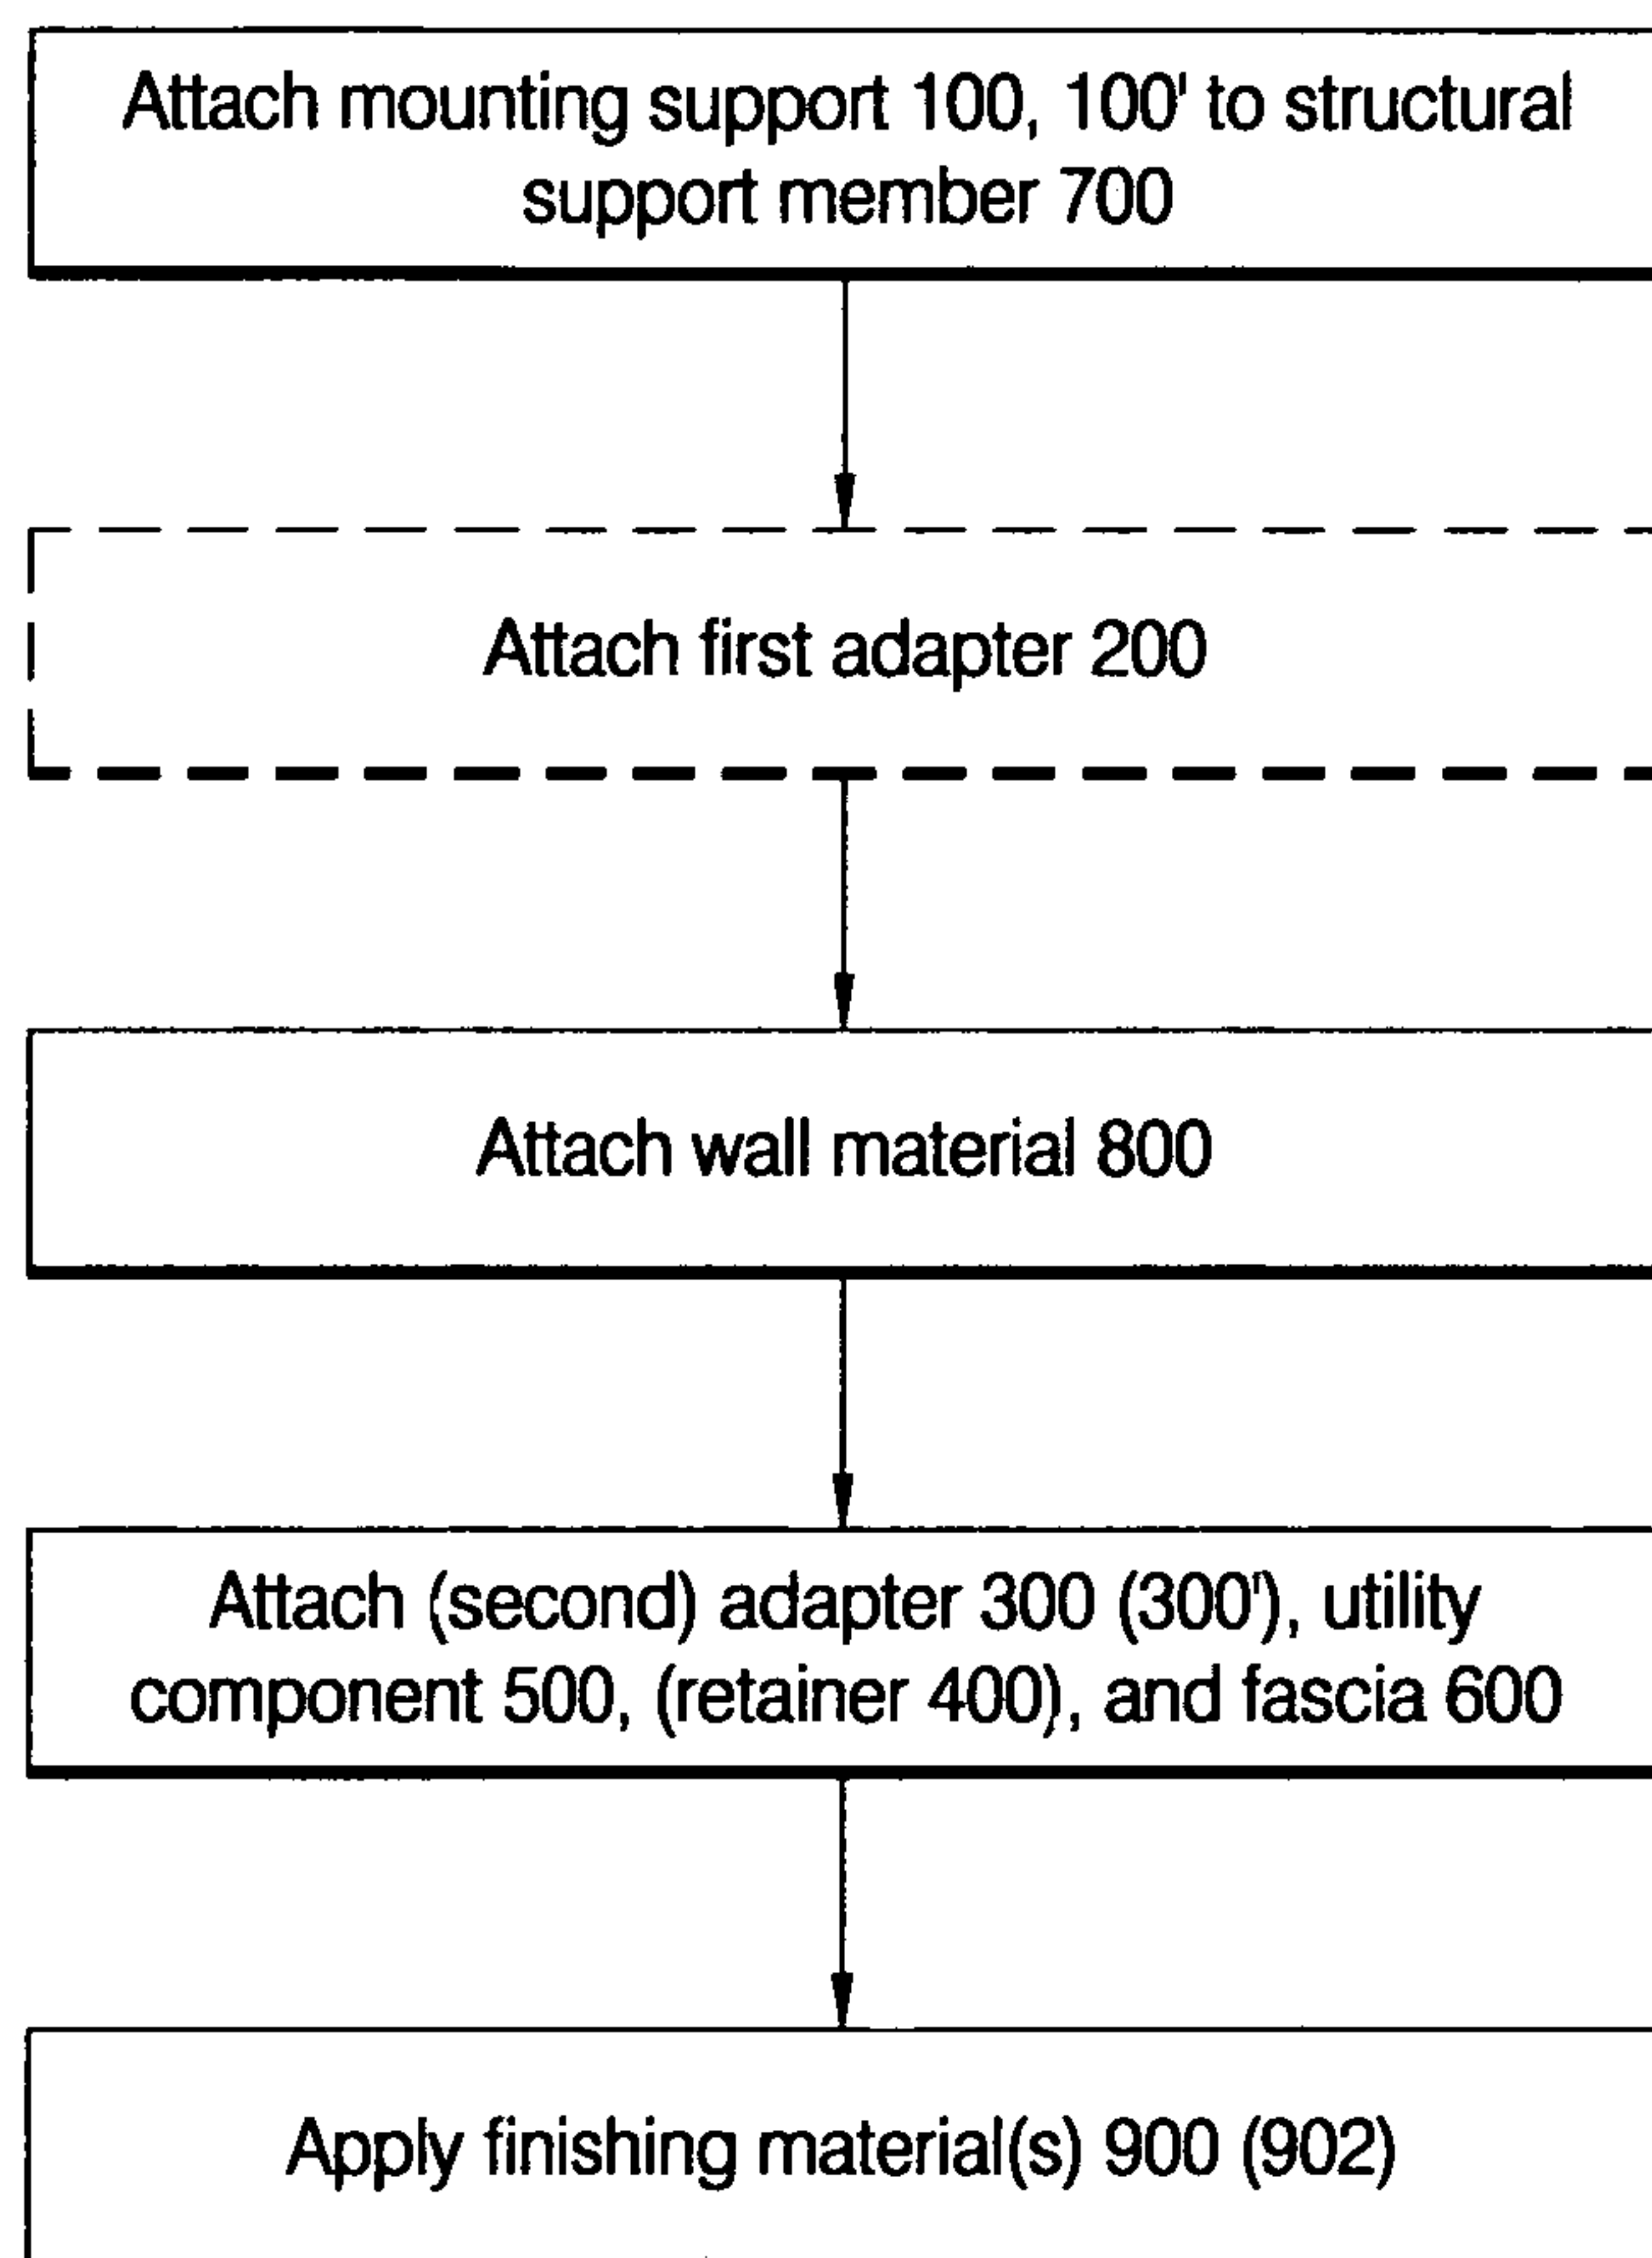 Attach mounting support 100, 100' to structural
support member 700
Attach first adapter 200
Attach wall material 800
Attach (second) adapter 300 (300'), utility
component 500, (retainer 400), and fascia 600
Apply finishing material(s) 900 (902)